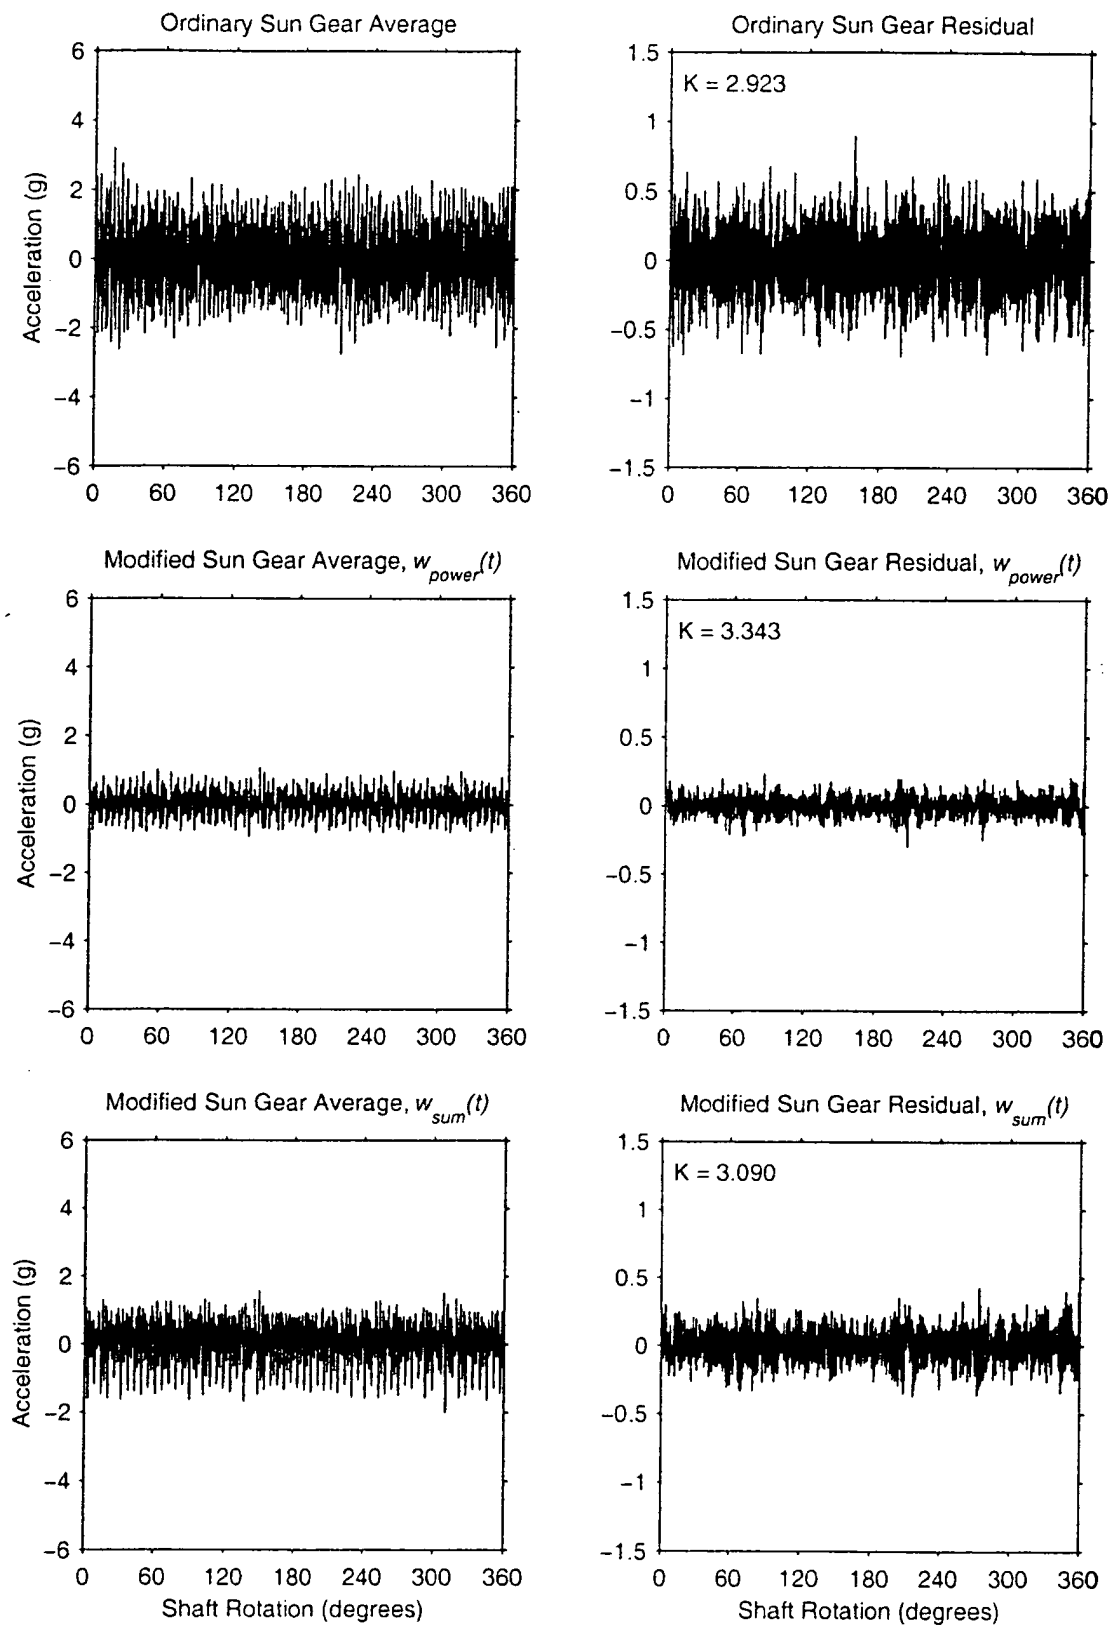 Ordinary Sun Gear Average
6
4
2
0
−2
−4
−6
Acceleration (g)
0 60 120 180 240 300 360
Ordinary Sun Gear Residual
K = 2.923
1.5
1
0.5
0
−0.5
−1
−1.5
0 60 120 180 240 300 360
Modified Sun Gear Average, w_power(t)
6
4
2
0
−2
−4
−6
Acceleration (g)
0 60 120 180 240 300 360
Modified Sun Gear Residual, w_power(t)
K = 3.343
1.5
1
0.5
0
−0.5
−1
−1.5
0 60 120 180 240 300 360
Modified Sun Gear Average, w_sum(t)
6
4
2
0
−2
−4
−6
Acceleration (g)
0 60 120 180 240 300 360
Shaft Rotation (degrees)
Modified Sun Gear Residual, w_sum(t)
K = 3.090
1.5
1
0.5
0
−0.5
−1
−1.5
0 60 120 180 240 300 360
Shaft Rotation (degrees)